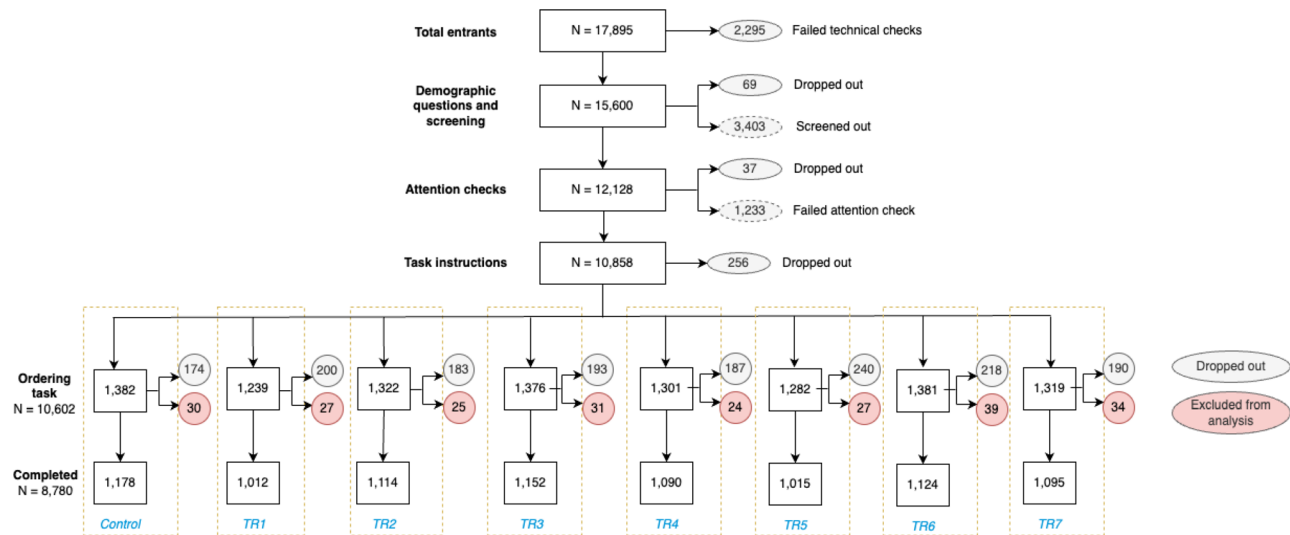 Total entrants
N = 17,895
2,295
Failed technical checks
Demographic
questions and
screening
N = 15,600
69
Dropped out
3,403
Screened out
Attention checks
N = 12,128
37
Dropped out
1,233
Failed attention check
Task instructions
N = 10,858
256
Dropped out
Ordering
task
N = 10,602
1,382
174
30
1,239
200
27
1,322
183
25
1,376
193
31
1,301
187
24
1,282
240
27
1,381
218
39
1,319
190
34
Dropped out
Excluded from
analysis
Completed
N = 8,780
1,178
1,012
1,114
1,152
1,090
1,015
1,124
1,095
Control
TR1
TR2
TR3
TR4
TR5
TR6
TR7